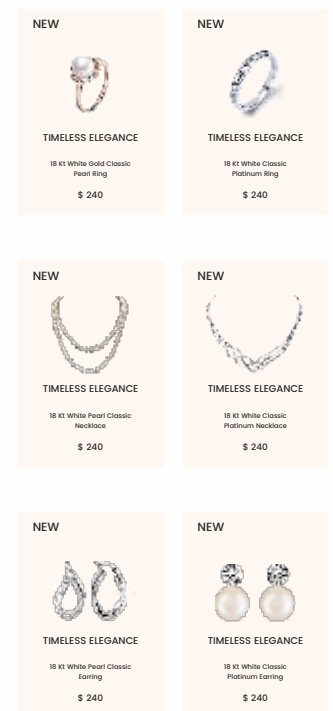 NEW
TIMELESS ELEGANCE
18 Kt White Gold Classic
Pearl Ring
$ 240
NEW
TIMELESS ELEGANCE
18 Kt White Classic
Platinum Ring
$ 240
NEW
TIMELESS ELEGANCE
18 Kt White Pearl Classic
Necklace
$ 240
NEW
TIMELESS ELEGANCE
18 Kt White Classic
Platinum Necklace
$ 240
NEW
TIMELESS ELEGANCE
18 Kt White Pearl Classic
Earring
$ 240
NEW
TIMELESS ELEGANCE
18 Kt White Classic
Platinum Earring
$ 240